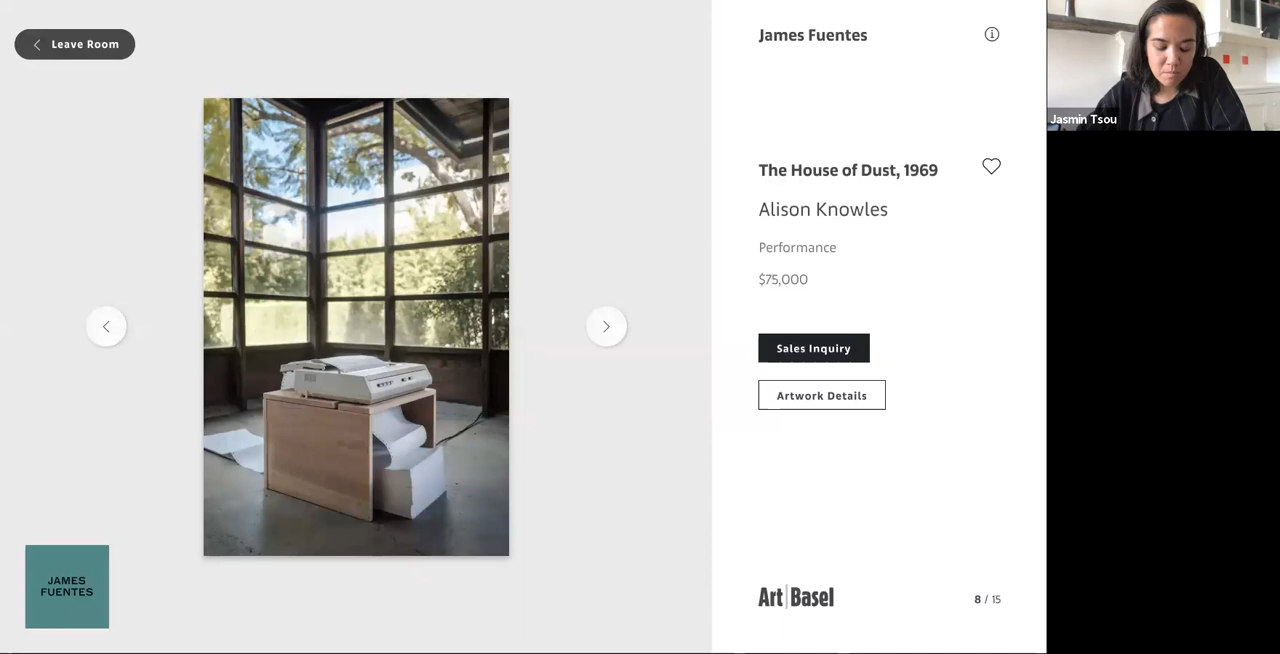 Leave Room
James Fuentes
Jasmin Tsou
The House of Dust, 1969
Alison Knowles
Performance
$75,000
Sales Inquiry
Artwork Details
JAMES
FUENTES
Art Basel
8 / 15